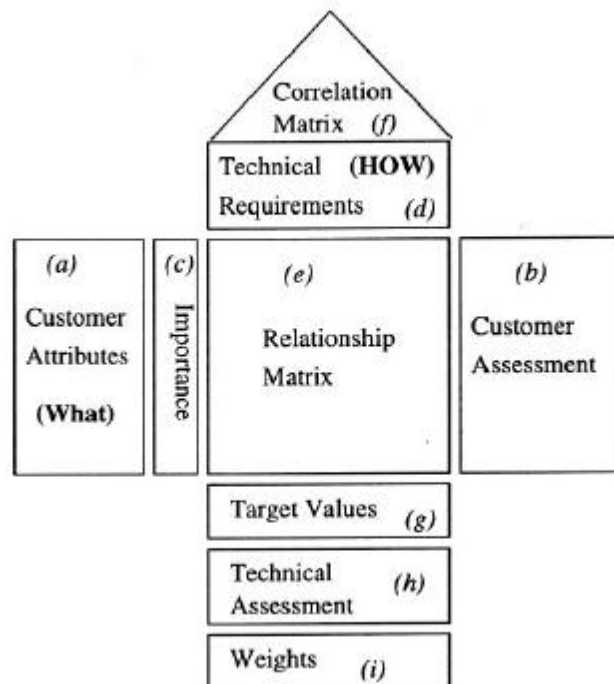 Correlation
Matrix (f)
Technical (HOW)
Requirements (d)
(a)
Customer
Attributes
(What)
(c)
Importance
(e)
Relationship
Matrix
(b)
Customer
Assessment
Target Values (g)
Technical (h)
Assessment
Weights (i)